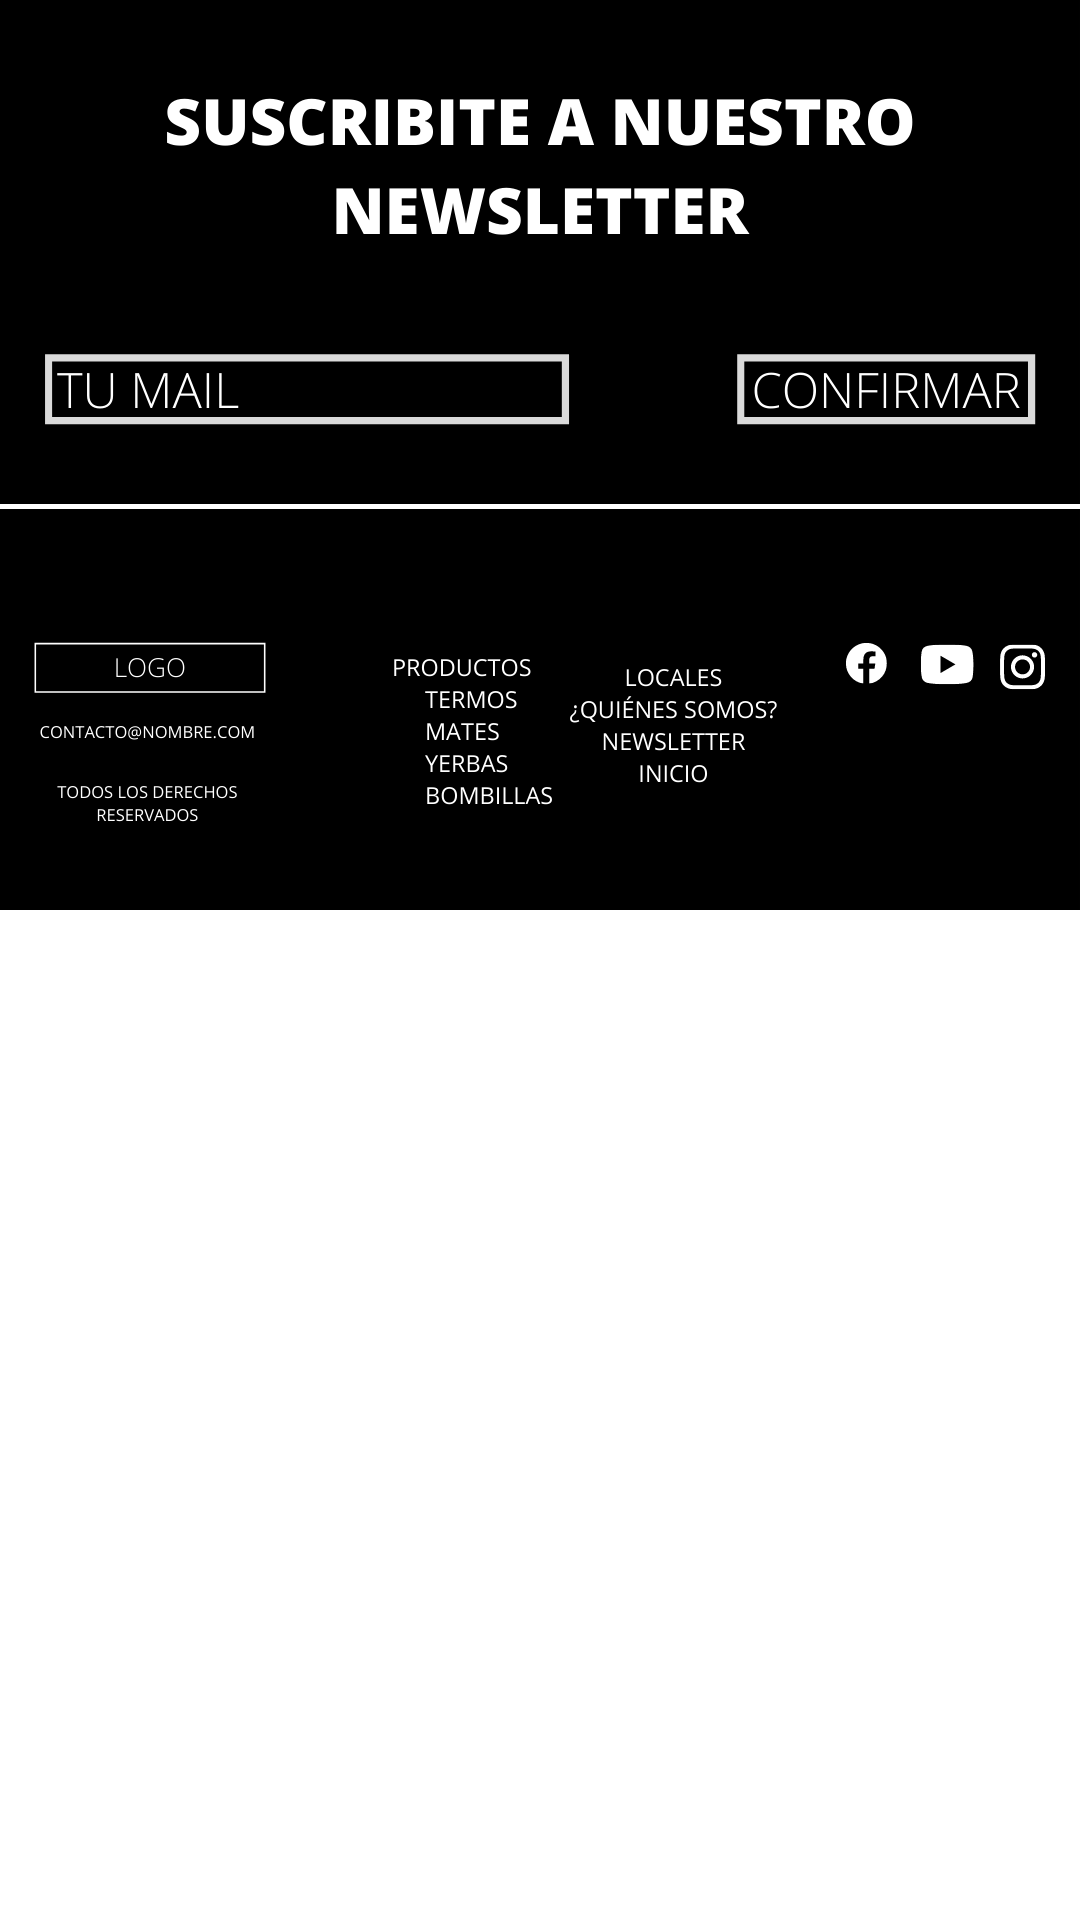 SUSCRIBITE A NUESTRO
NEWSLETTER
TU MAIL
CONFIRMAR
LOGO
CONTACTO@NOMBRE.COM
TODOS LOS DERECHOS
RESERVADOS
PRODUCTOS
TERMOS
MATES
YERBAS
BOMBILLAS
LOCALES
¿QUIÉNES SOMOS?
NEWSLETTER
INICIO